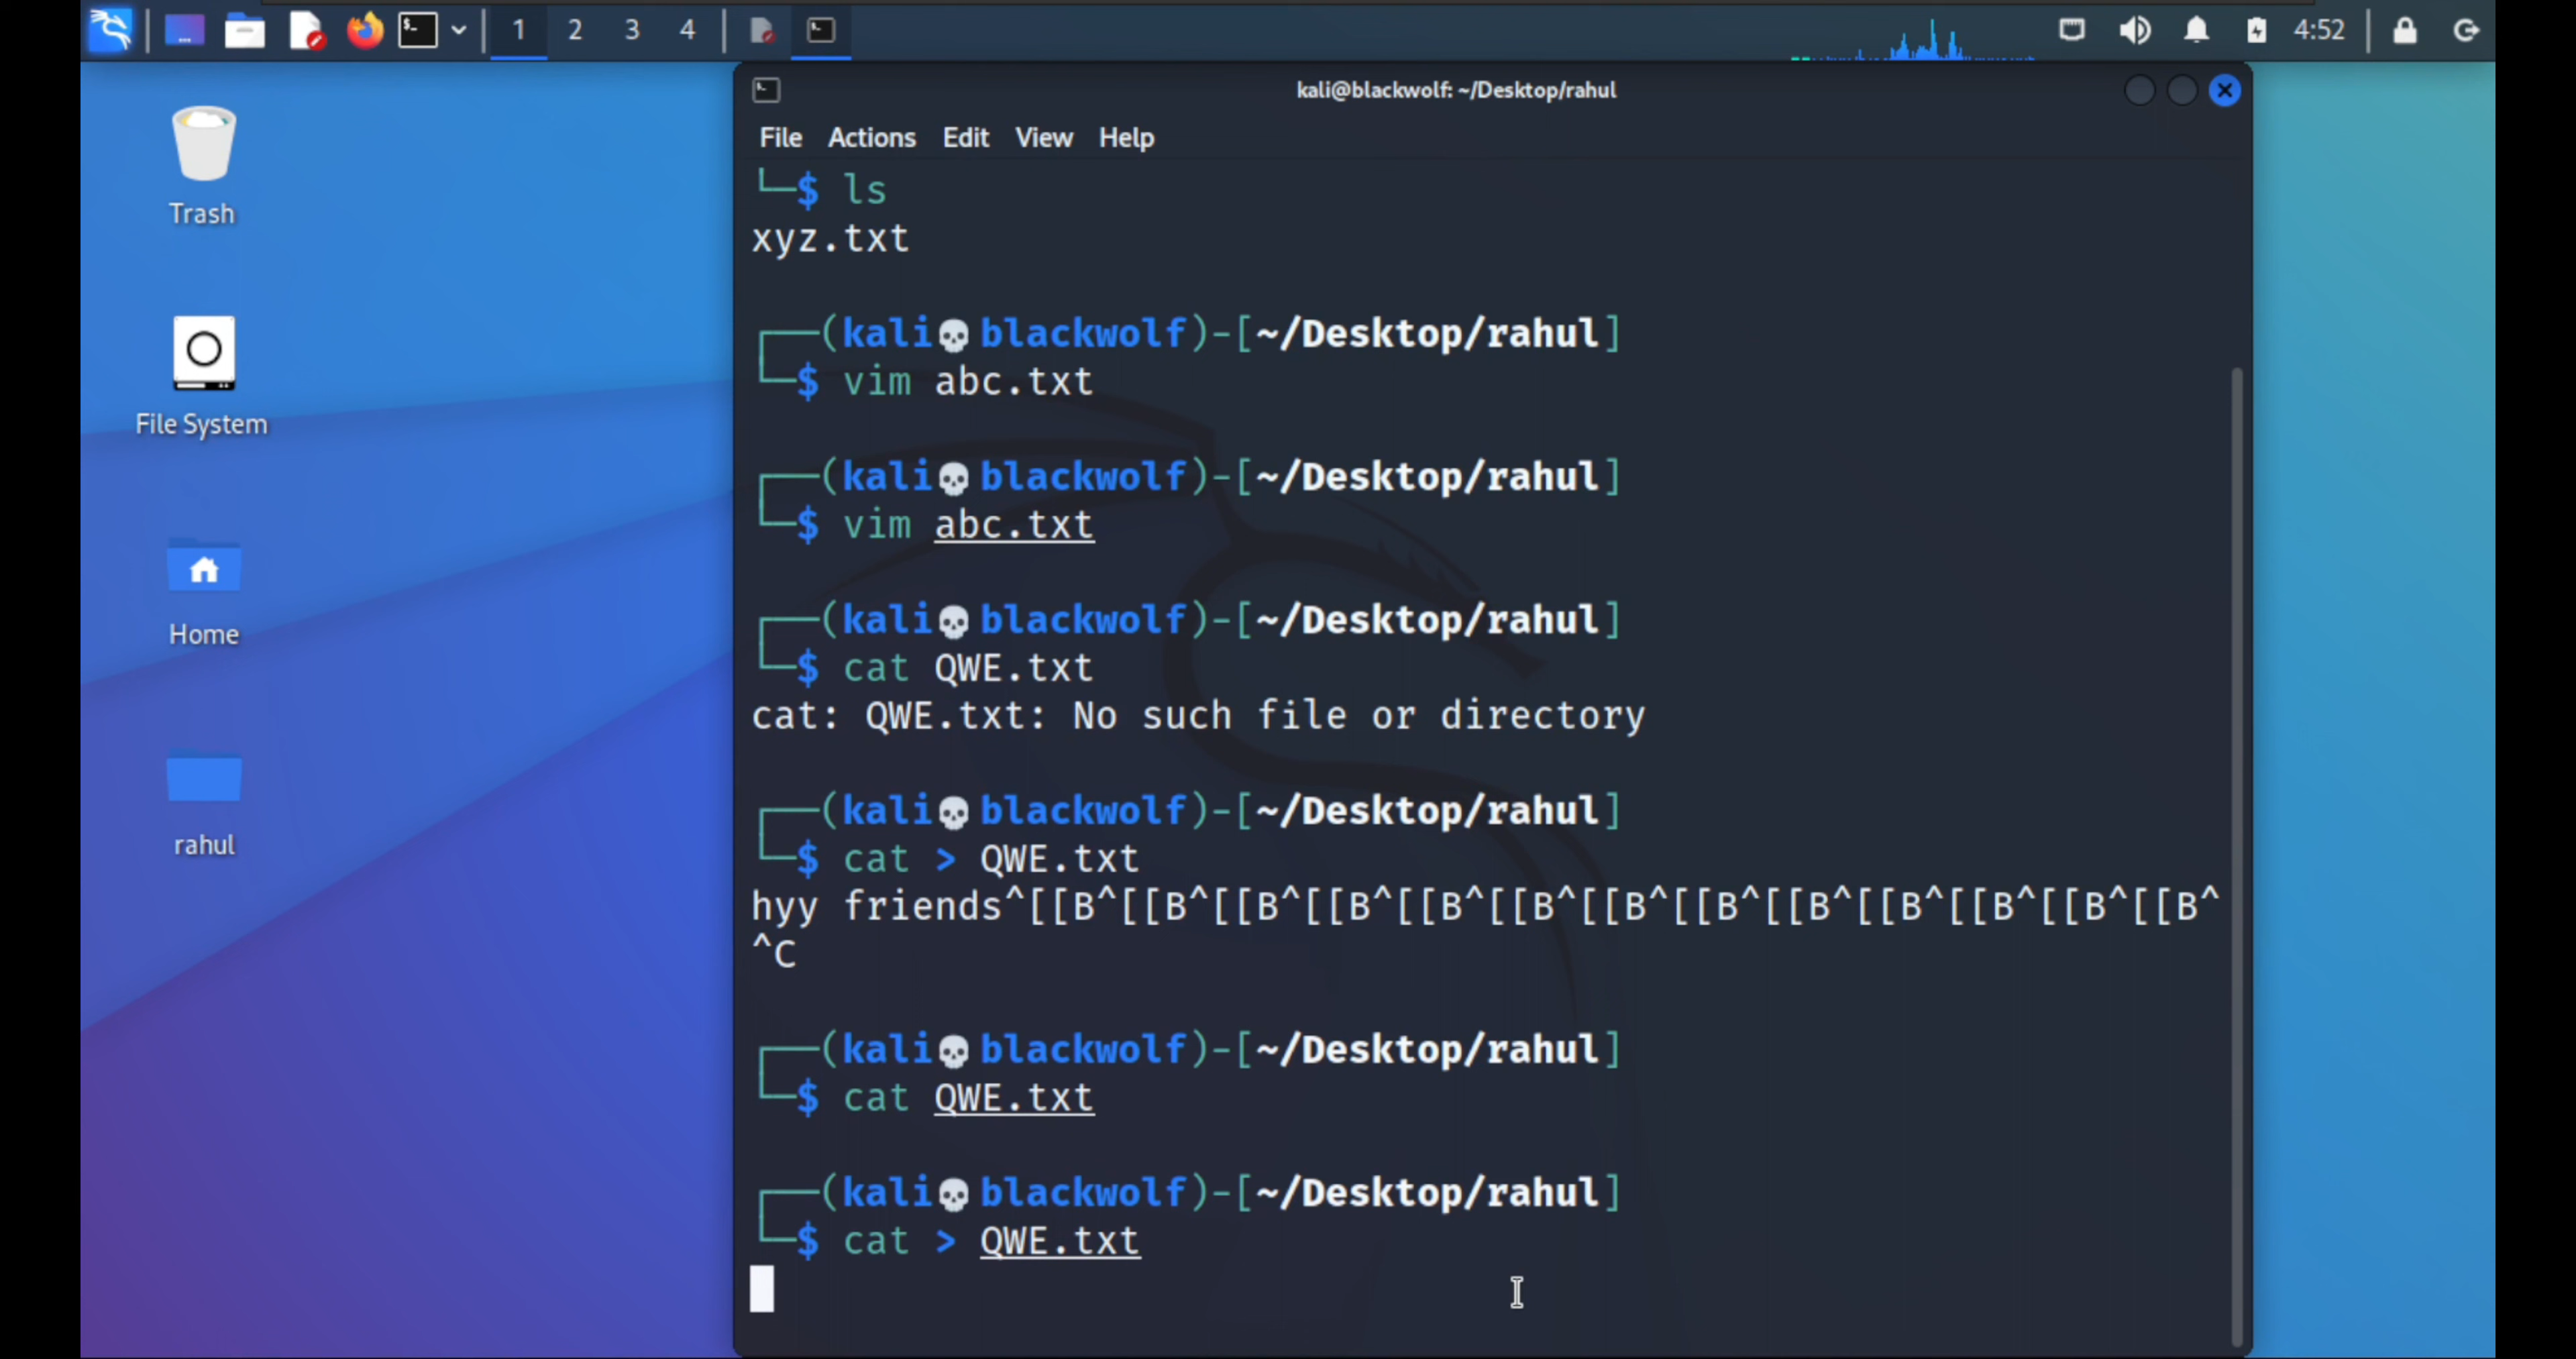 1 2 3 4
4:52
Trash
File System
Home
rahul
kali@blackwolf: ~/Desktop/rahul
File Actions Edit View Help
└─$ ls
xyz.txt
┌──(kali💀blackwolf)-[~/Desktop/rahul]
└─$ vim abc.txt
┌──(kali💀blackwolf)-[~/Desktop/rahul]
└─$ vim abc.txt
┌──(kali💀blackwolf)-[~/Desktop/rahul]
└─$ cat QWE.txt
cat: QWE.txt: No such file or directory
┌──(kali💀blackwolf)-[~/Desktop/rahul]
└─$ cat > QWE.txt
hyy friends^[[B^[[B^[[B^[[B^[[B^[[B^[[B^[[B^[[B^[[B^[[B^[[B^[[B^
^C
┌──(kali💀blackwolf)-[~/Desktop/rahul]
└─$ cat QWE.txt
┌──(kali💀blackwolf)-[~/Desktop/rahul]
└─$ cat > QWE.txt